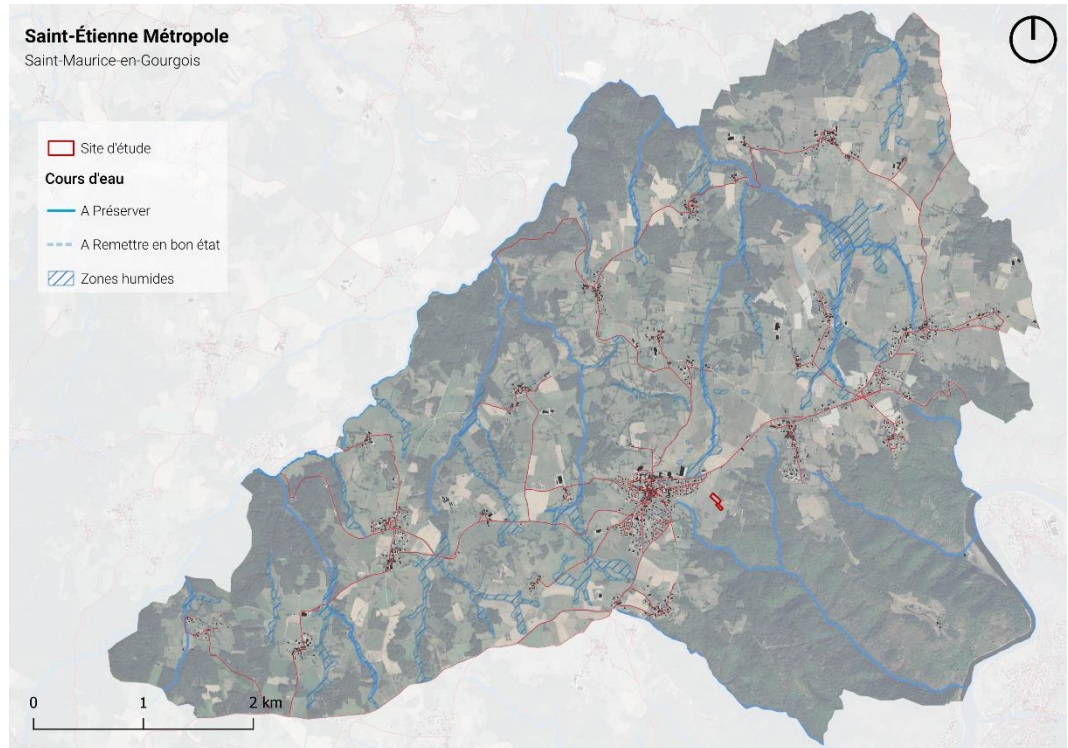 Saint-Étienne Métropole
Saint-Maurice-en-Gourgois
Site d'étude
Cours d'eau
A Préserver
A Remettre en bon état
Zones humides
0 1 2 km